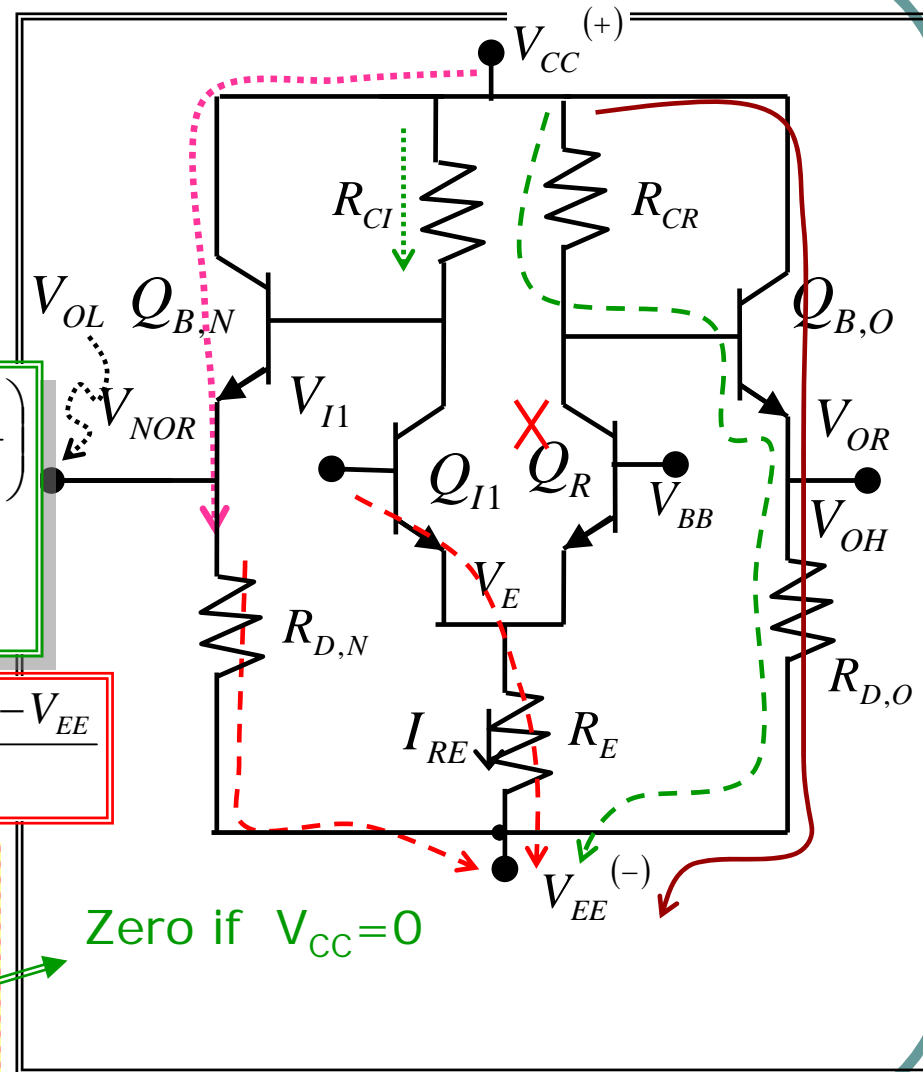 V_CC (+)
R_CI
R_CR
V_OL
Q_B,N
Q_B,O
V_NOR
V_I1
V_OR
)
Q_I1
Q_R
V_BB
V_OH
V_E
R_D,N
R_D,O
−V_EE
I_RE
R_E
V_EE (−)
Zero if V_CC=0